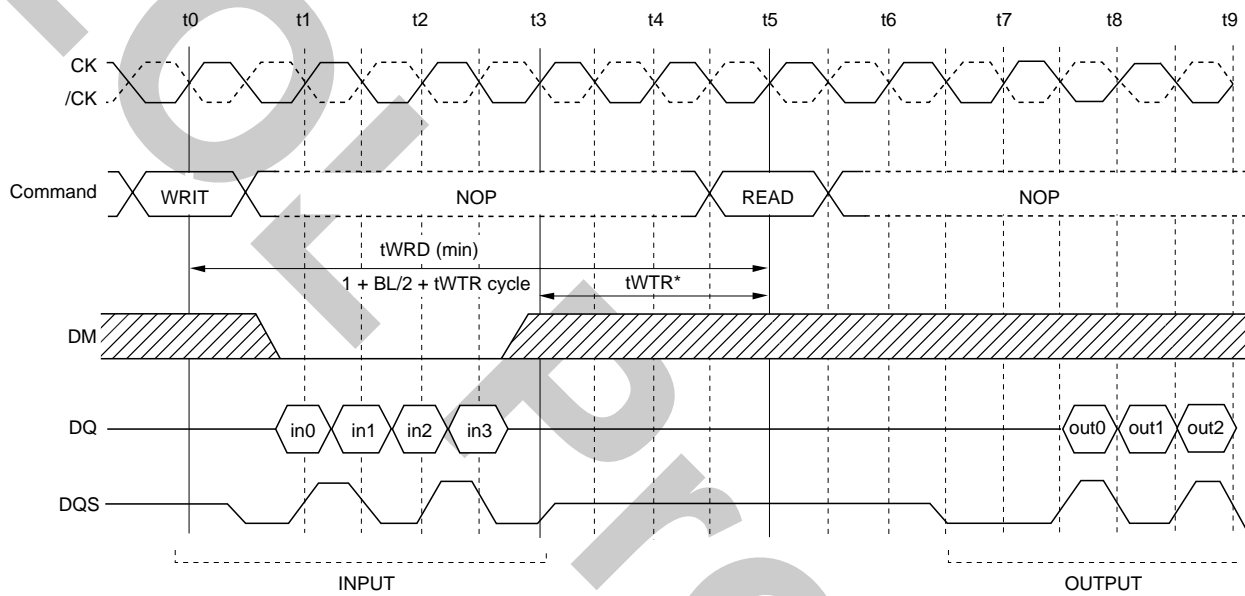 t0 t1 t2 t3 t4 t5 t6 t7 t8 t9
CK
/CK
Command WRIT NOP READ NOP
tWRD (min)
1 + BL/2 + tWTR cycle tWTR*
DM
DQ in0 in1 in2 in3 out0 out1 out2
DQS
INPUT OUTPUT